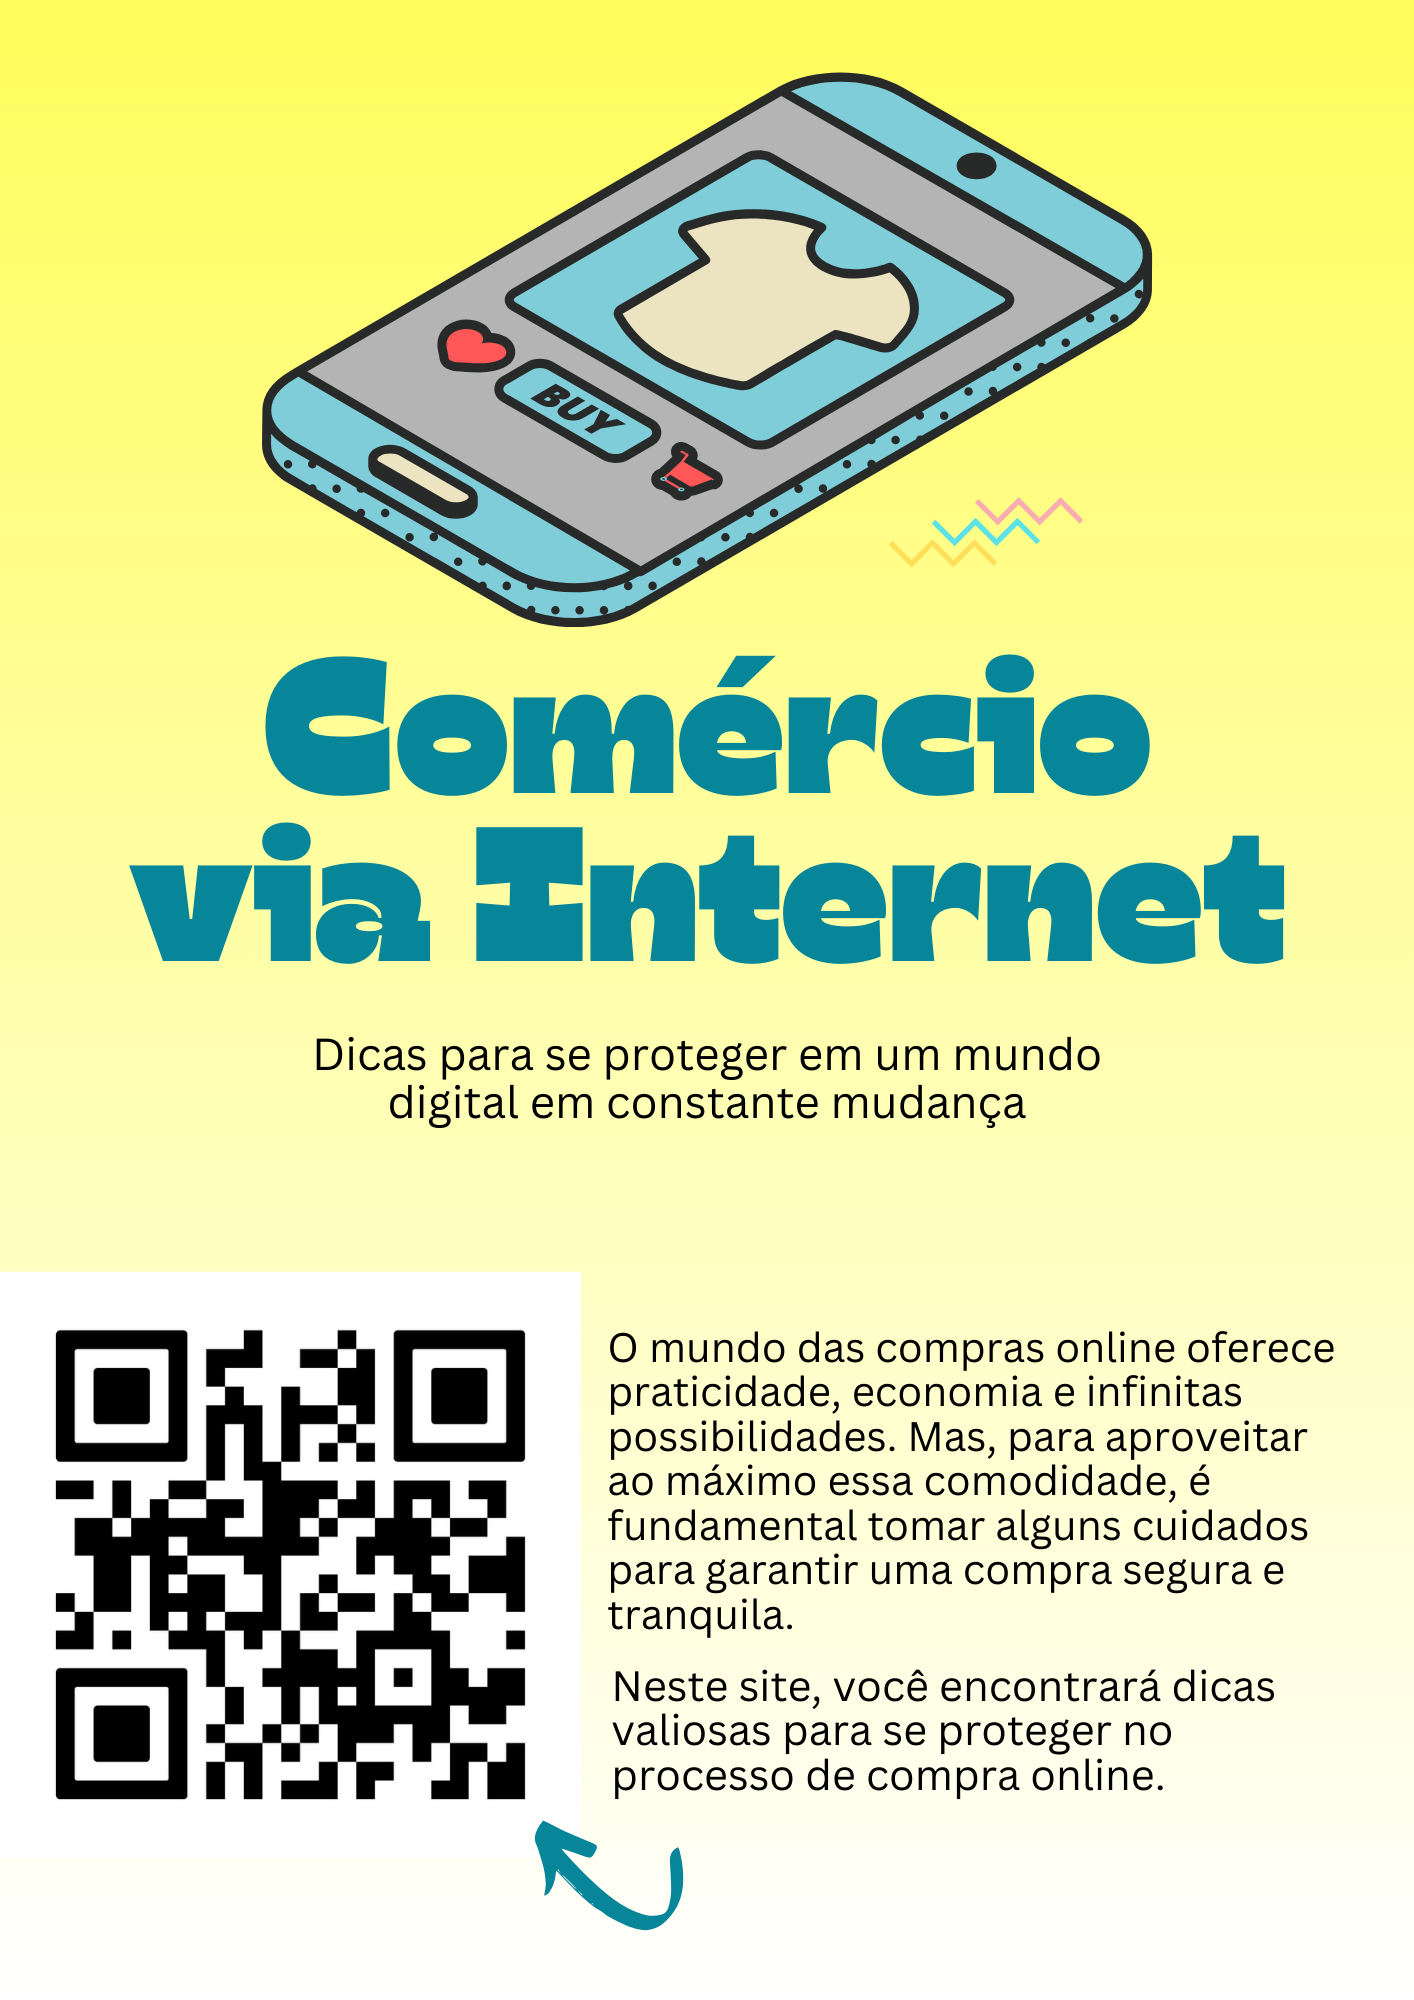 BUY
Comércio
via Internet
Dicas para se proteger em um mundo
digital em constante mudança
O mundo das compras online oferece
praticidade, economia e infinitas
possibilidades. Mas, para aproveitar
ao máximo essa comodidade, é
fundamental tomar alguns cuidados
para garantir uma compra segura e
tranquila.
Neste site, você encontrará dicas
valiosas para se proteger no
processo de compra online.